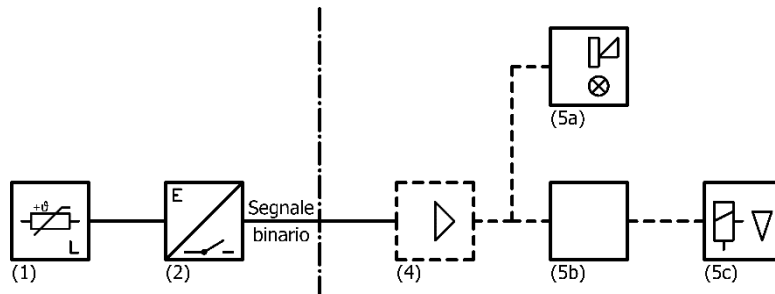 (5a)
+ϑ
L
E
Segnale
binario
(1)
(2)
(4)
(5b)
(5c)